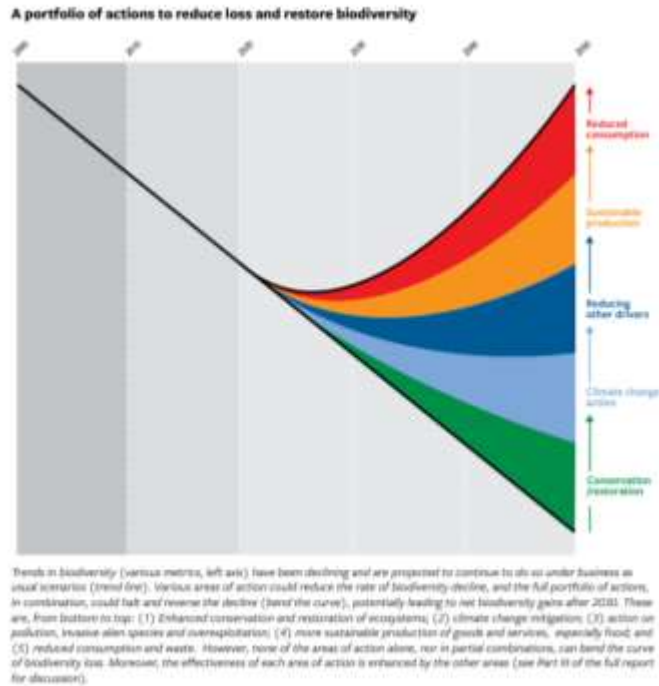 A portfolio of actions to reduce loss and restore biodiversity
Reduced
consumption
Sustainable
production
Reducing
other drivers
Climate change
action
Conservation
/restoration
Trends in biodiversity (various metrics, left axis) have been declining and are projected to continue to do so under business as
usual scenarios (trend line). Various areas of action could reduce the rate of biodiversity decline, and the full portfolio of actions,
in combination, could halt and reverse the decline (bend the curve), potentially leading to net biodiversity gains after 2030. These
are, from bottom to top: (1) Enhanced conservation and restoration of ecosystems; (2) climate change mitigation; (3) action on
pollution, invasive alien species and overexploitation; (4) more sustainable production of goods and services, especially food; and
(5) reduced consumption and waste. However, none of the areas of action alone, nor in partial combinations, can bend the curve
of biodiversity loss. Moreover, the effectiveness of each area of action is enhanced by the other areas (see Part III of the full report
for discussion).